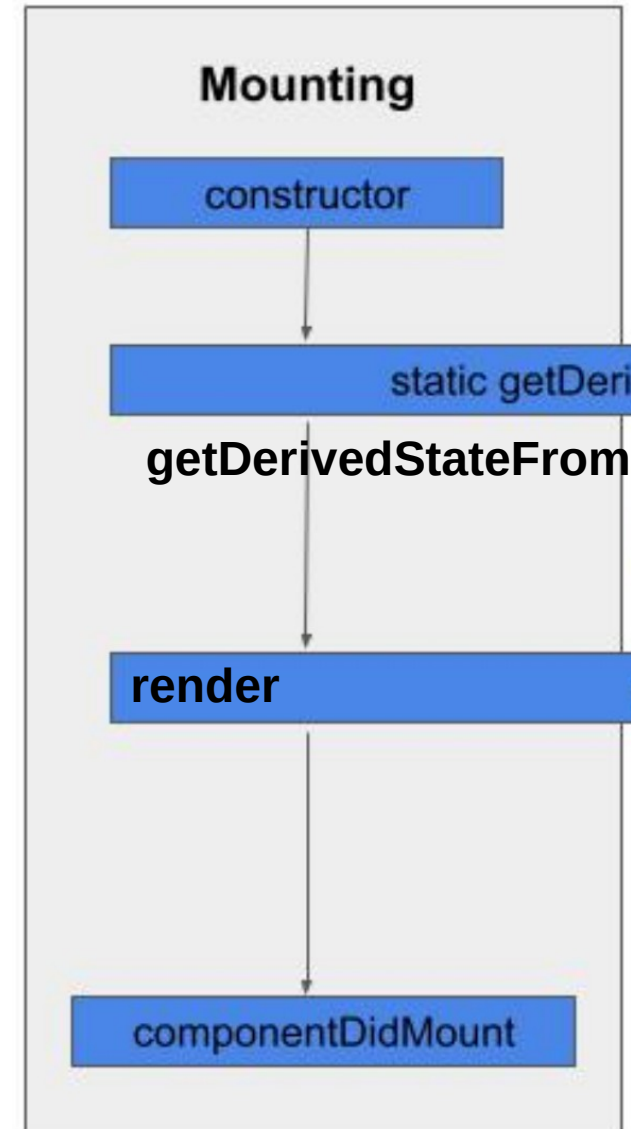 Mounting
constructor
static getDeri
getDerivedStateFrom
render
componentDidMount